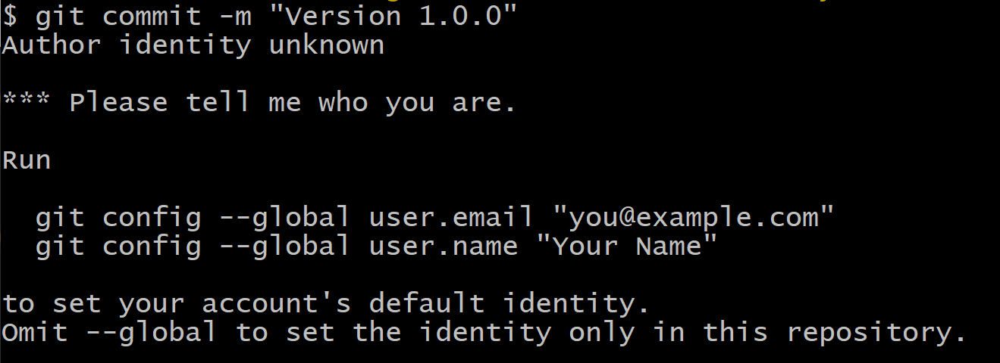 $ git commit -m "Version 1.0.0"
Author identity unknown
*** Please tell me who you are.
Run
git config --global user.email "you@example.com"
git config --global user.name "Your Name"
to set your account's default identity.
Omit --global to set the identity only in this repository.